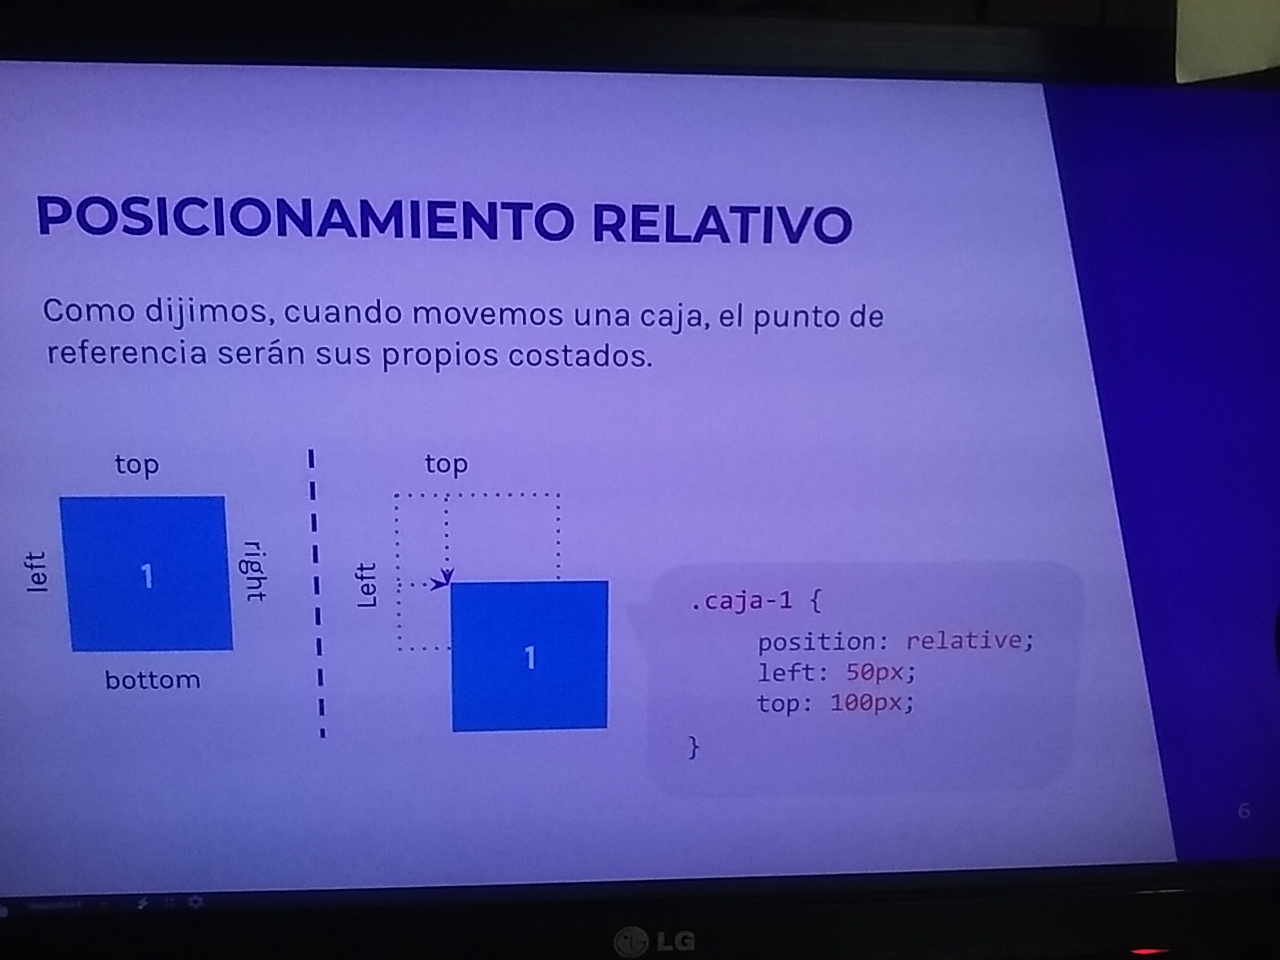 POSICIONAMIENTO RELATIVO
Como dijimos, cuando movemos una caja, el punto de
referencia serán sus propios costados.
top
left
1
right
bottom
top
Left
1
.caja-1 {
position: relative;
left: 50px;
top: 100px;
}
6
LG